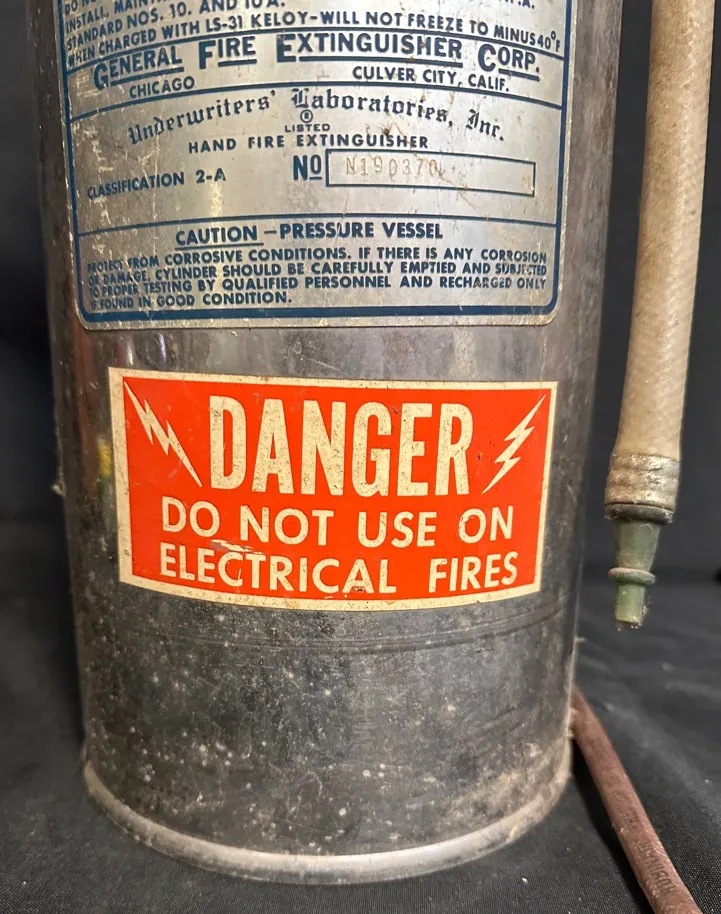 INSTALL, MAINT
STANDARD NOS. 10. AND 10A.
WHEN CHARGED WITH LS-31 KELOY-WILL NOT FREEZE TO MINUS 40°F
GENERAL FIRE EXTINGUISHER CORP.
CHICAGO CULVER CITY, CALIF.
Underwriters' Laboratories, Inc.
®
LISTED
HAND FIRE EXTINGUISHER
CLASSIFICATION 2-A No N190370
CAUTION - PRESSURE VESSEL
PROTECT FROM CORROSIVE CONDITIONS. IF THERE IS ANY CORROSION
OR DAMAGE, CYLINDER SHOULD BE CAREFULLY EMPTIED AND SUBJECTED
TO PROPER TESTING BY QUALIFIED PERSONNEL AND RECHARGED ONLY
IF FOUND IN GOOD CONDITION.
DANGER
DO NOT USE ON
ELECTRICAL FIRES